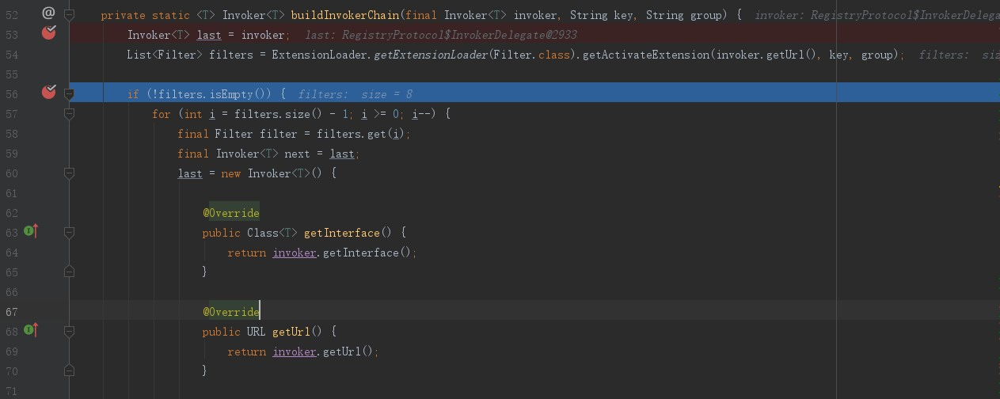 52 @ private static <T> Invoker<T> buildInvokerChain(final Invoker<T> invoker, String key, String group) { invoker: RegistryProtocol$InvokerDelega
53 Invoker<T> last = invoker; last: RegistryProtocol$InvokerDelegate@2933
54 List<Filter> filters = ExtensionLoader.getExtensionLoader(Filter.class).getActivateExtension(invoker.getUrl(), key, group); filters: siz
55
56 if (!filters.isEmpty()) { filters: size = 8
57 for (int i = filters.size() - 1; i >= 0; i--) {
58 final Filter filter = filters.get(i);
59 final Invoker<T> next = last;
60 last = new Invoker<T>() {
61
62 @Override
63 public Class<T> getInterface() {
64 return invoker.getInterface();
65 }
66
67 @Override
68 public URL getUrl() {
69 return invoker.getUrl();
70 }
71